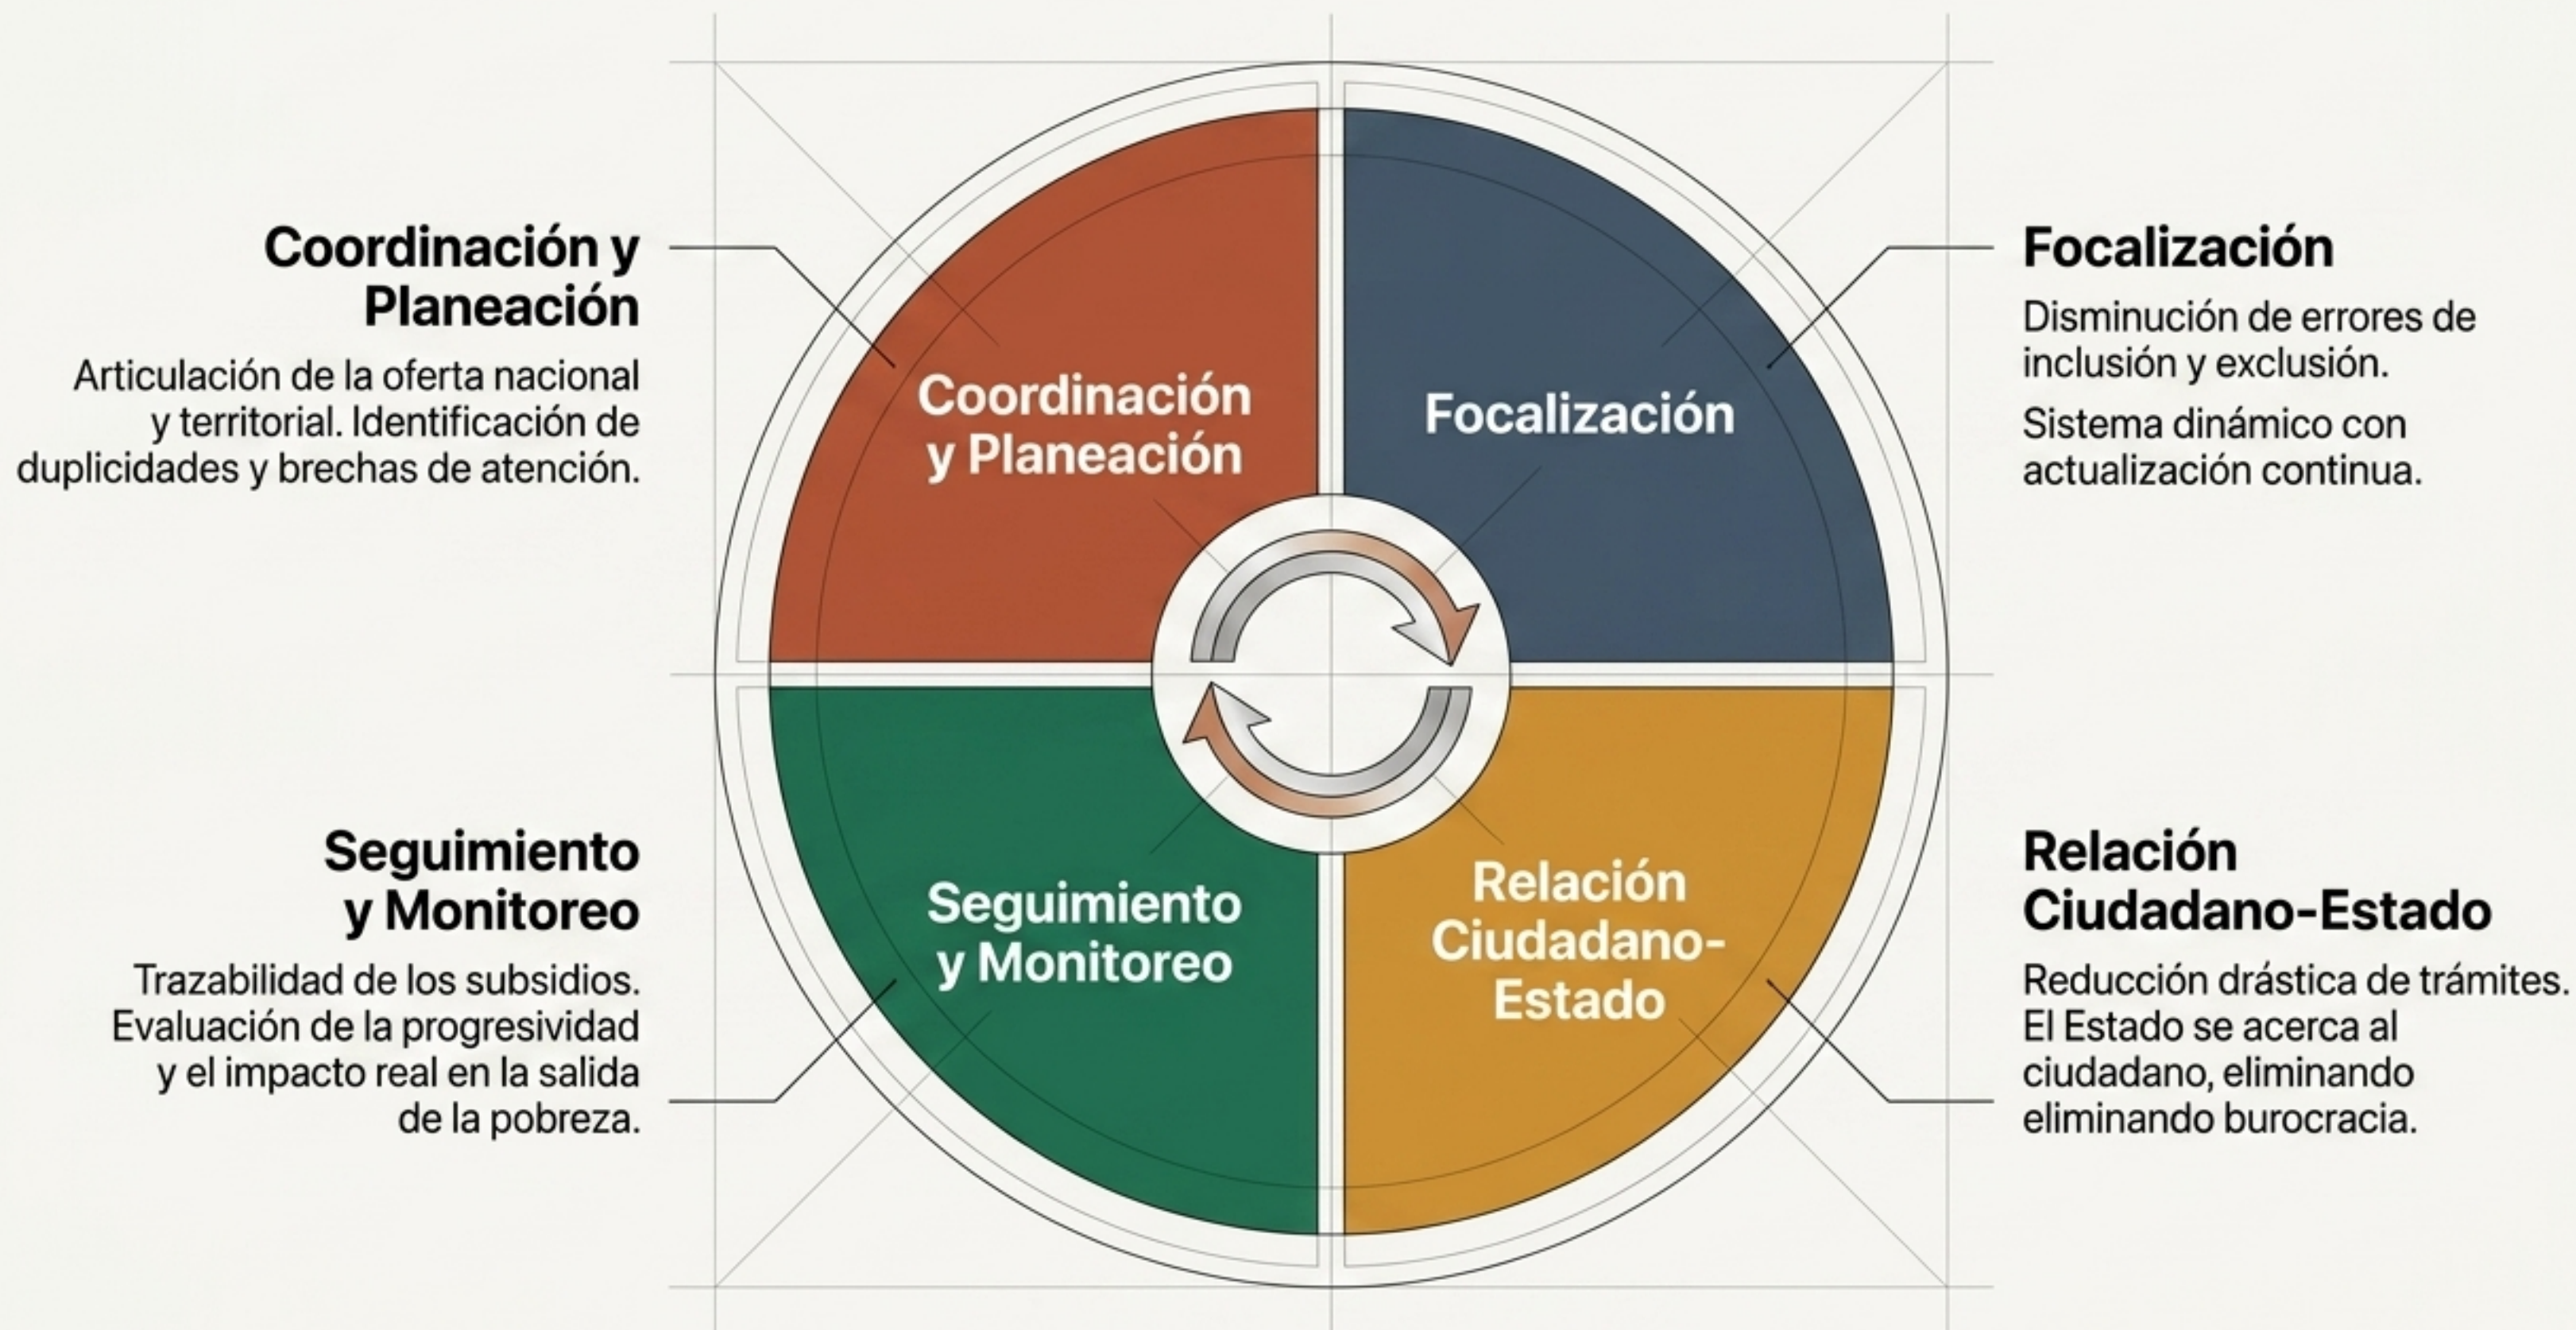 Coordinación y
Planeación
Articulación de la oferta nacional
y territorial. Identificación de
duplicidades y brechas de atención.
Coordinación
y Planeación
Focalización
Focalización
Disminución de errores de
inclusión y exclusión.
Sistema dinámico con
actualización continua.
Seguimiento
y Monitoreo
Trazabilidad de los subsidios.
Evaluación de la progresividad
y el impacto real en la salida
de la pobreza.
Seguimiento
y Monitoreo
Relación
Ciudadano-
Estado
Relación
Ciudadano-Estado
Reducción drástica de trámites.
El Estado se acerca al
ciudadano, eliminando
eliminando burocracia.